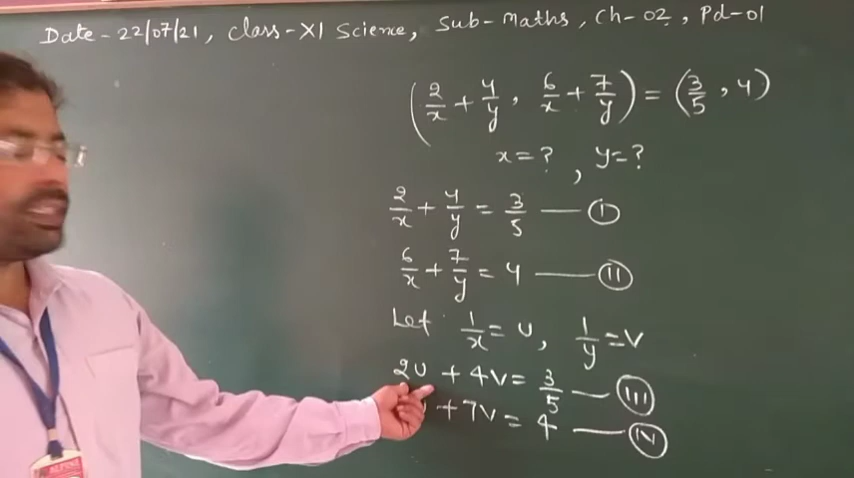 Date - 22/07/21, Class - XI Science, Sub - Maths, Ch - 02, Pd - 01
(2/x + 4/y, 6/x + 7/y) = (3/5, 4)
x = ?, y = ?
2/x + 4/y = 3/5 — (I)
6/x + 7/y = 4 — (II)
Let 1/x = U, 1/y = V
2U + 4V = 3/5 — (III)
+ 7V = 4 — (IV)
ALPINE